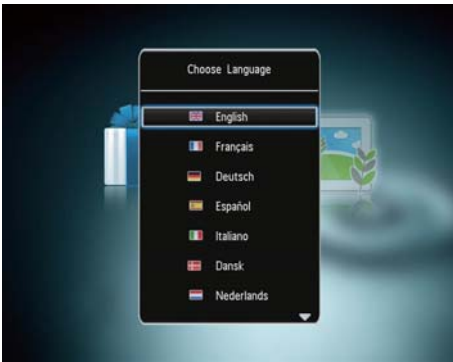 Choose Language
English
Français
Deutsch
Español
Italiano
Dansk
Nederlands